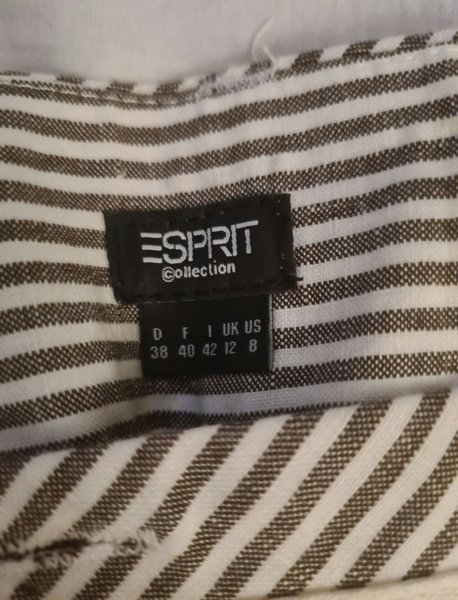 ESPRIT
collection
D F I UK US
38 40 42 12 8